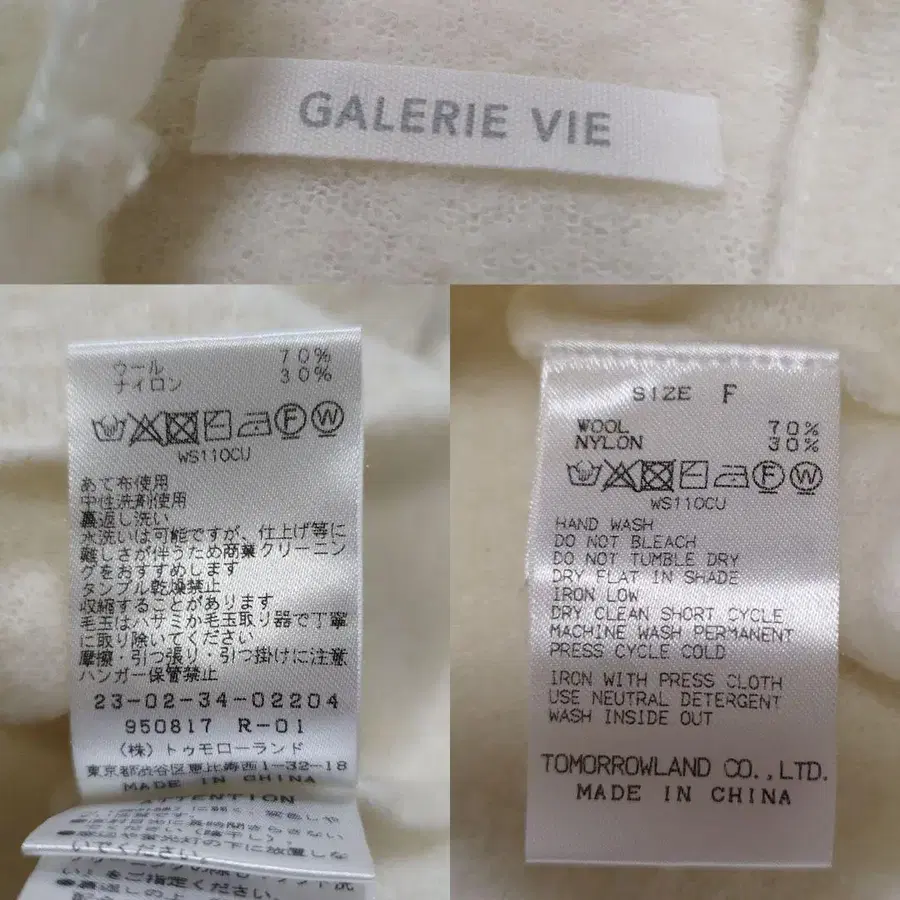 GALERIE VIE
ウール 70%
ナイロン 30%
WS110CU
あて布使用
中性洗剤使用
裏返し洗い
水洗いは可能ですが、仕上げ等に
難しさが伴うため商業クリーニン
グをおすすめします
タンブル乾燥禁止
収縮することがあります
毛玉はハサミか毛玉取り器で丁寧
に取り除いてください
摩擦・引っ張り・引っ掛けに注意
ハンガー保管禁止
23-02-34-02204
950817 R-01
(株)トゥモローランド
東京都渋谷区恵比寿西1-32-18
MADE IN CHINA
ATTENTION
SIZE F
WOOL 70%
NYLON 30%
WS110CU
HAND WASH
DO NOT BLEACH
DO NOT TUMBLE DRY
DRY FLAT IN SHADE
IRON LOW
DRY CLEAN SHORT CYCLE
MACHINE WASH PERMANENT
PRESS CYCLE COLD
IRON WITH PRESS CLOTH
USE NEUTRAL DETERGENT
WASH INSIDE OUT
TOMORROWLAND CO.,LTD.
MADE IN CHINA